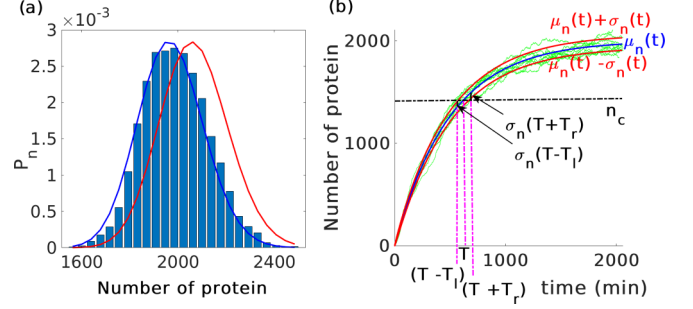 (a)
×10⁻³
3
2.5
2
1.5
1
0.5
0
Pₙ
1600
2000
2400
Number of protein
(b)
μₙ(t)+σₙ(t)
μₙ(t)
μₙ(t) -σₙ(t)
n_c
σₙ(T+Tᵣ)
σₙ(T-Tₗ)
2000
1000
0
Number of protein
0
T
1000
2000
(T -Tₗ)
(T +Tᵣ)
time (min)